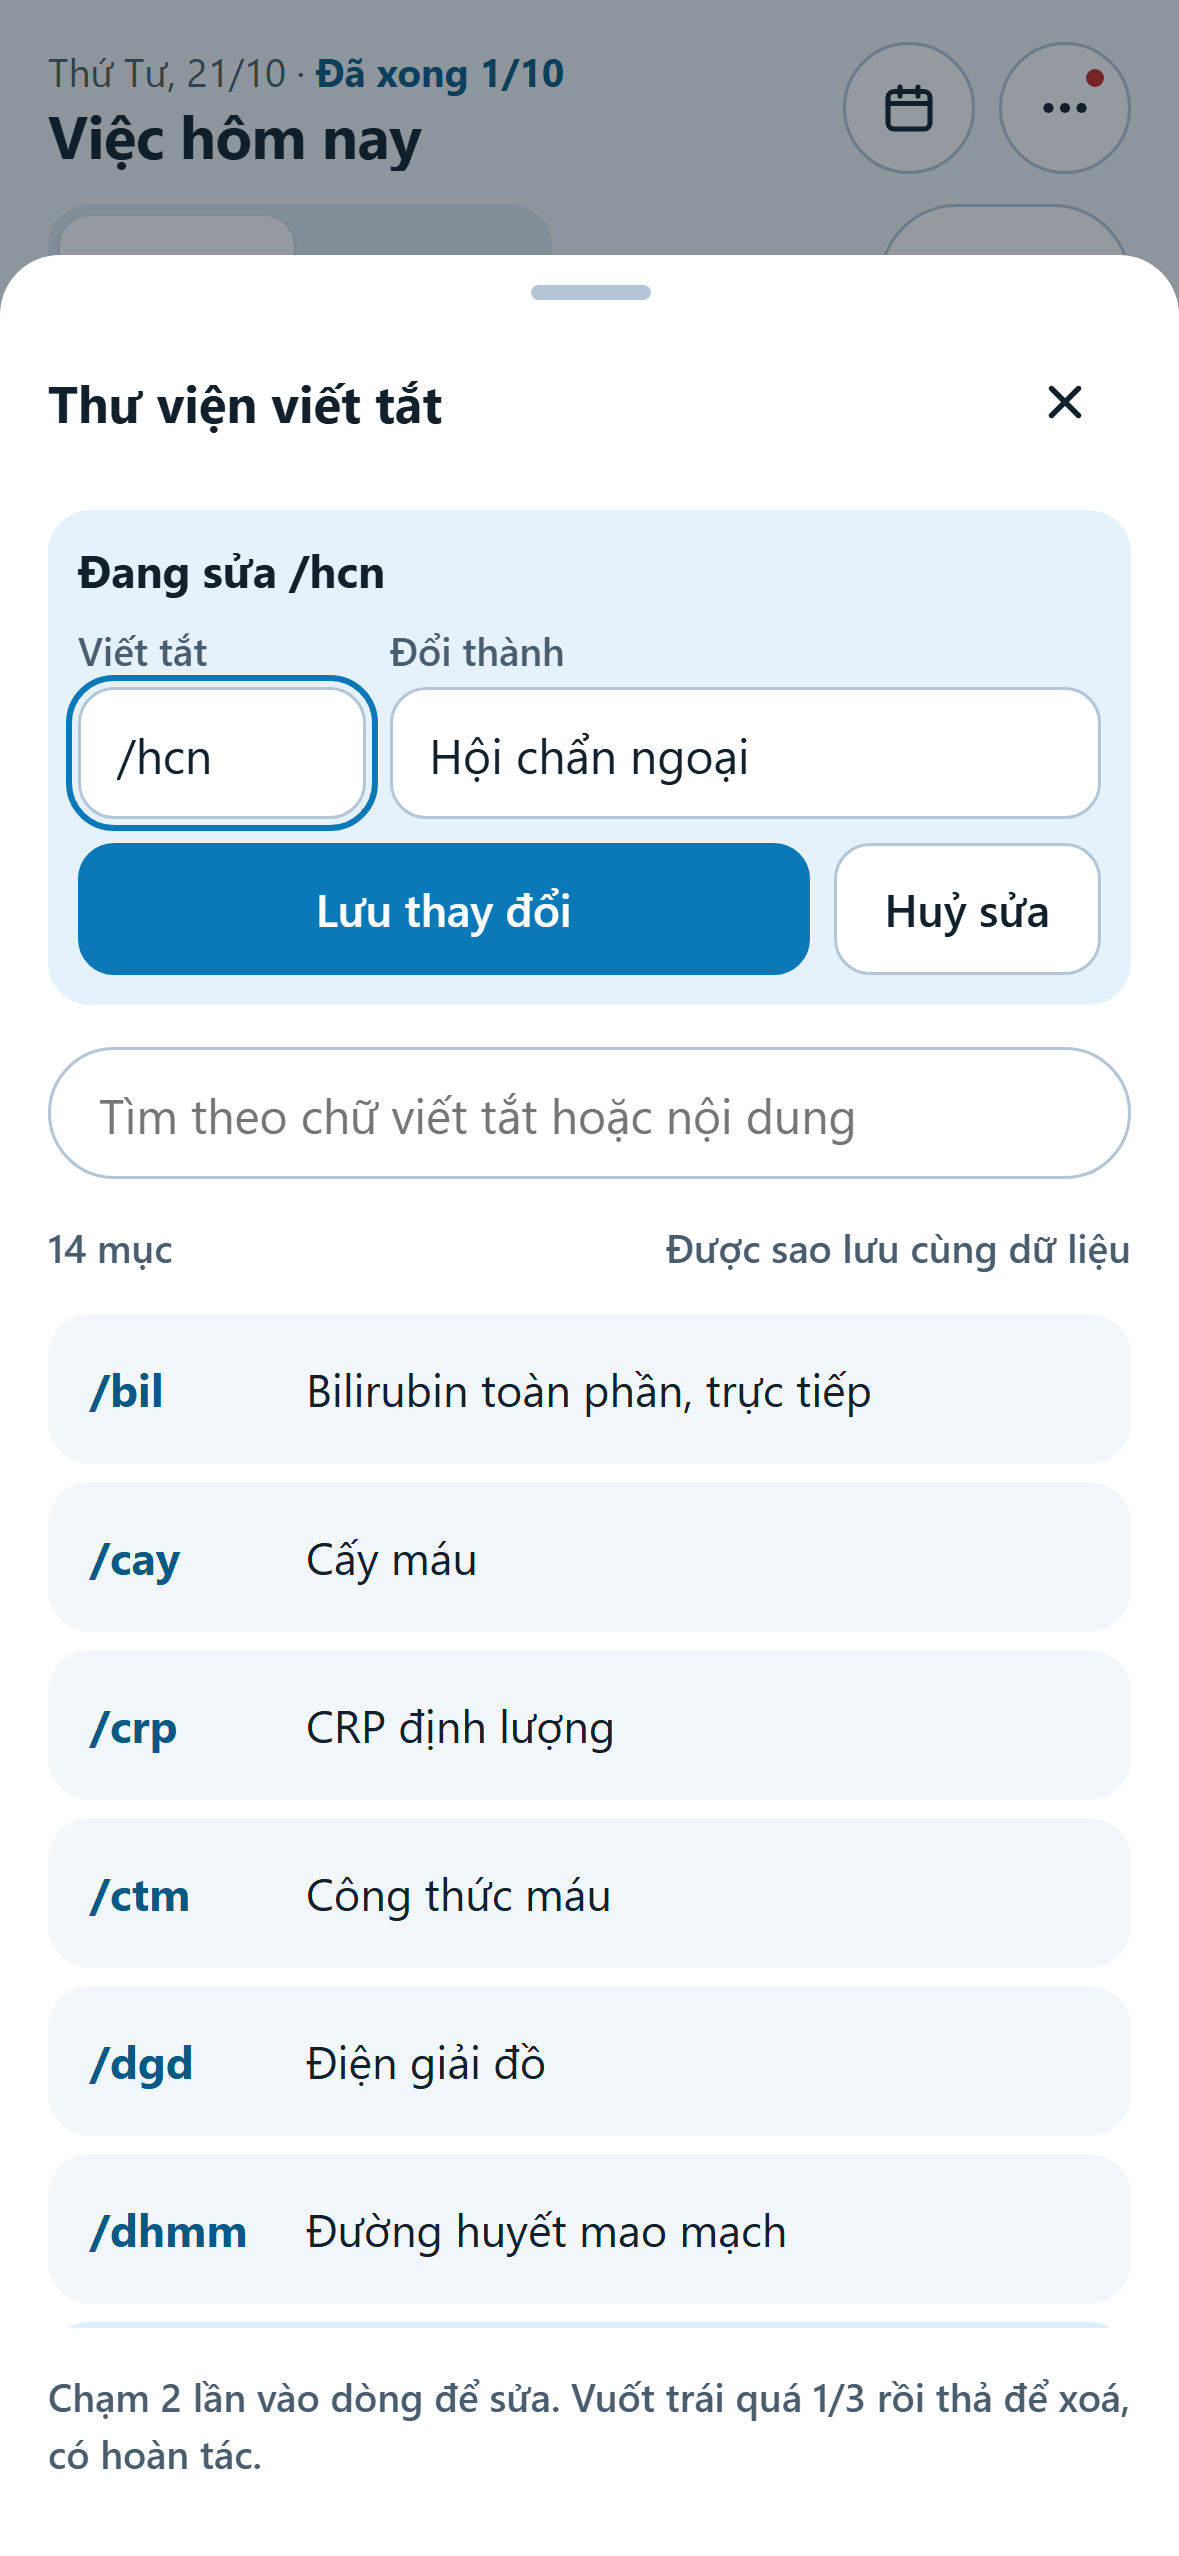 Thứ Tư, 21/10 · Đã xong 1/10
Việc hôm nay
Thư viện viết tắt
Đang sửa /hcn
Viết tắt
Đổi thành
/hcn
Hội chẩn ngoại
Lưu thay đổi
Huỷ sửa
Tìm theo chữ viết tắt hoặc nội dung
14 mục
Được sao lưu cùng dữ liệu
/bil Bilirubin toàn phần, trực tiếp
/cay Cấy máu
/crp CRP định lượng
/ctm Công thức máu
/dgd Điện giải đồ
/dhmm Đường huyết mao mạch
Chạm 2 lần vào dòng để sửa. Vuốt trái quá 1/3 rồi thả để xoá,
có hoàn tác.